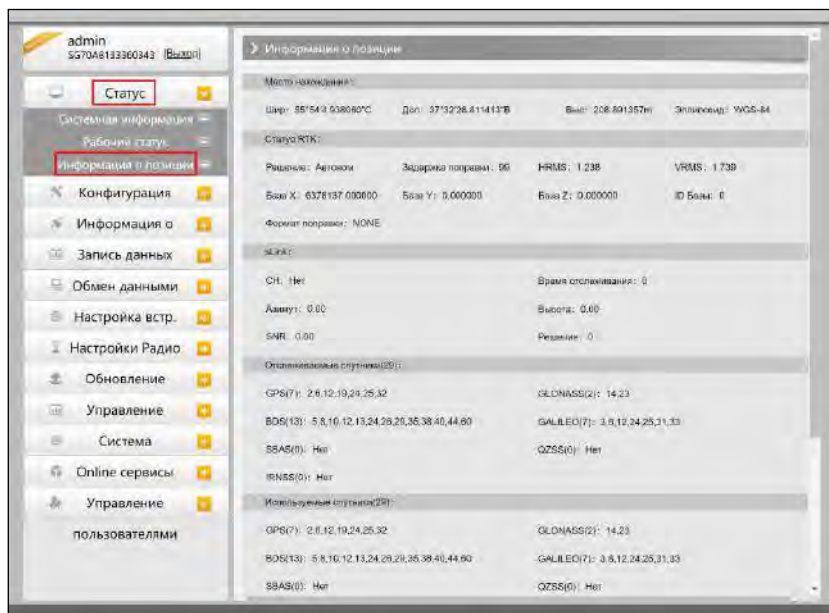 admin
SG70A8133360343 [Выход]
Статус
Системная информация
Рабочий статус
Информация о позиции
Конфигурация
Информация о
Запись данных
Обмен данными
Настройка встр.
Настройки Радио
Обновление
Управление
Система
Online сервисы
Управление
пользователями
Информация о позиции
Место нахождения:
Шир: Дол: 37°32'28.811413"В Выс: 208.891357m Эллипсоид: WGS-84
Статус RTK:
Решение: Автоном Задержка поправки: 99 HRMS: 1.238 VRMS: 1.739
База X: 6378137.000000 База Y: 0.000000 База Z: 0.000000 ID Базы: 0
Формат поправки: NONE
sLink:
СН: Нет Время отслеживания: 0
Азимут: 0.00 Высота: 0.00
SNR: 0.00 Решение: 0
Отслеживаемые спутники(29):
GPS(7): 2,6,12,19,24,25,32 GLONASS(2): 14,23
BDS(13): 5,8,10,12,13,24,26,29,35,38,40,44,60 GALILEO(7): 3,8,12,24,25,31,33
SBAS(0): Нет QZSS(0): Нет
IRNSS(0): Нет
Используемые спутники(29):
GPS(7): 2,6,12,19,24,25,32 GLONASS(2): 14,23
BDS(13): 5,8,10,12,13,24,26,29,35,38,40,44,60 GALILEO(7): 3,8,12,24,25,31,33
SBAS(0): Нет QZSS(0): Нет